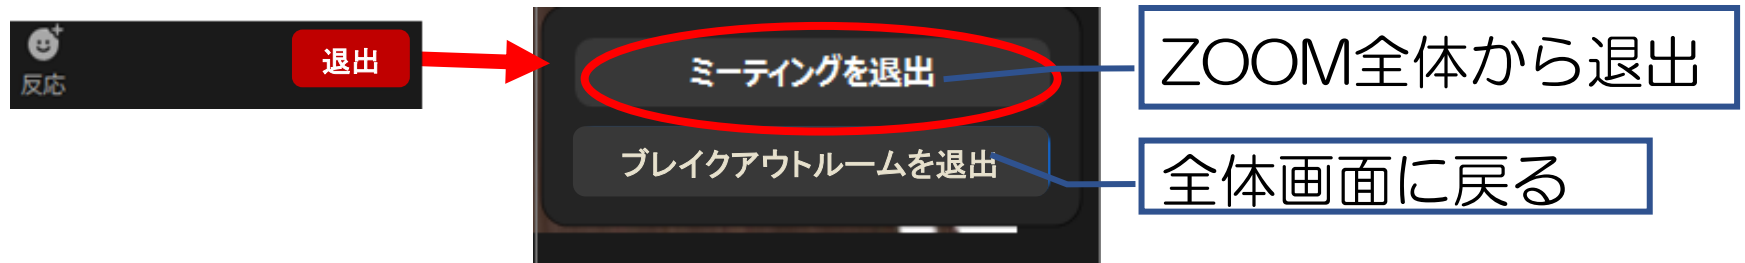 反応
退出
ミーティングを退出
ZOOM全体から退出
ブレイクアウトルームを退出
全体画面に戻る